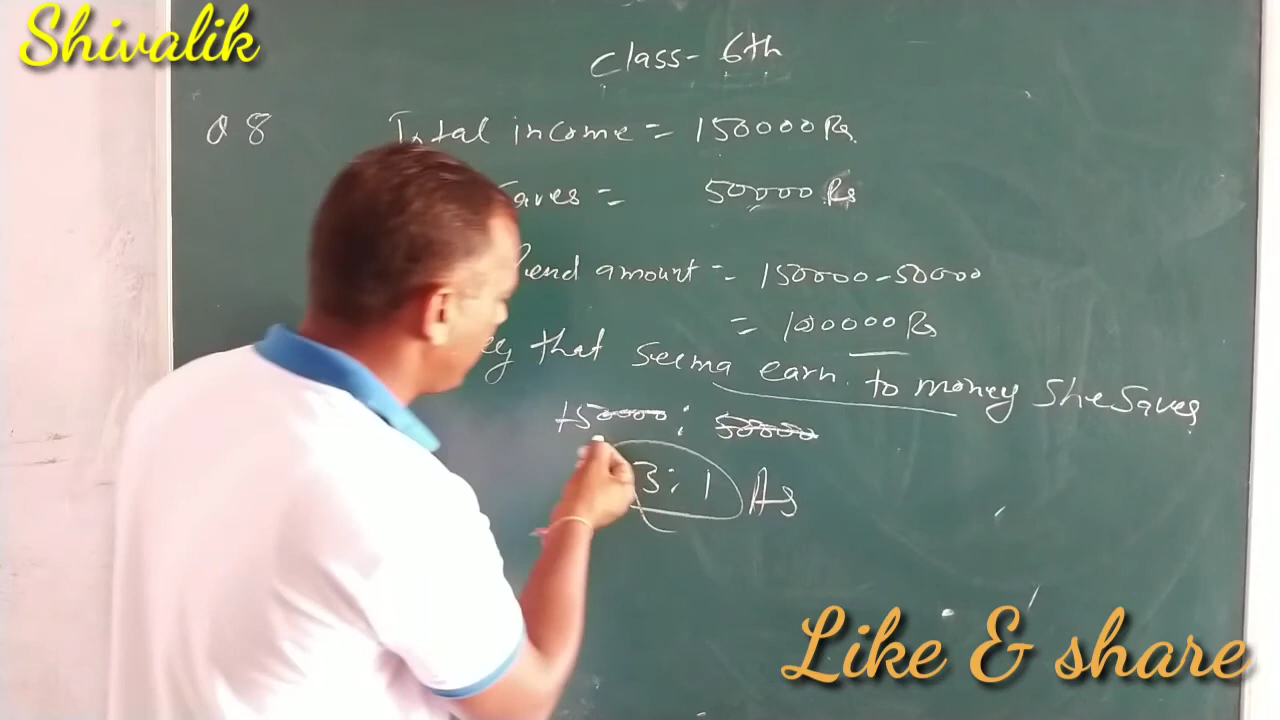 Shivalik
Class- 6th
Q 8 Total income = 150000 Rs
Saves = 50000 Rs
Spend amount = 150000-50000
= 100000 Rs
that Seema earn to money She Saves
150000 : 50000
3:1 As
Like & share